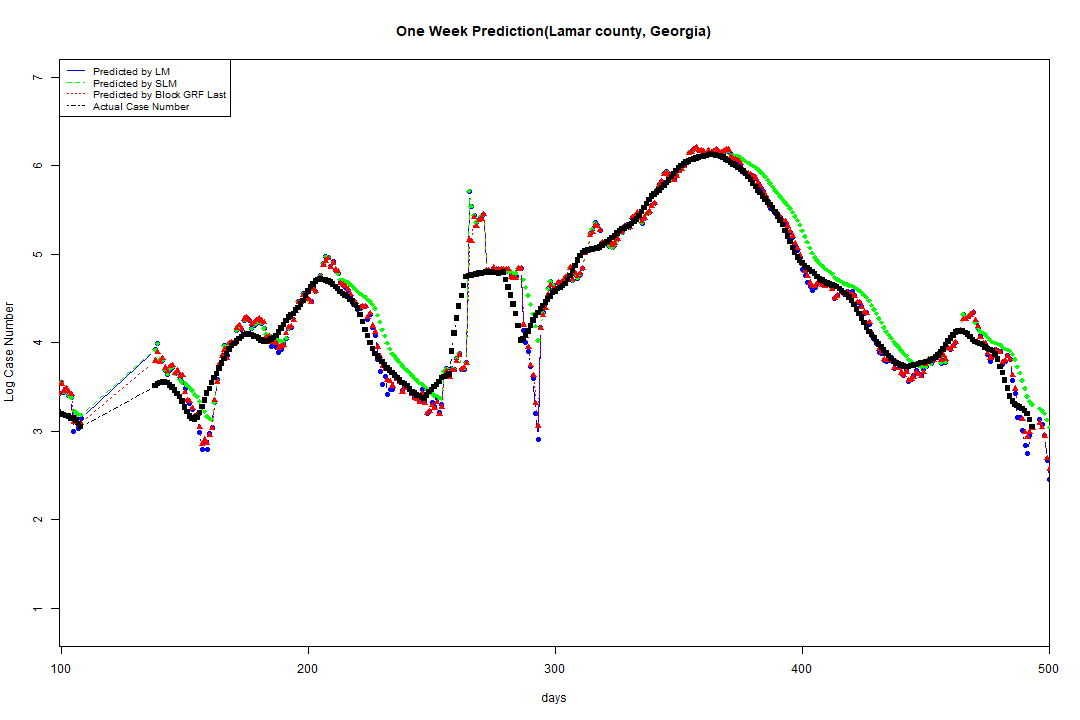 One Week Prediction(Lamar county, Georgia)
Predicted by LM
Predicted by SLM
Predicted by Block GRF Last
Actual Case Number
7
6
5
4
3
2
1
Log Case Number
100 200 300 400 500
days